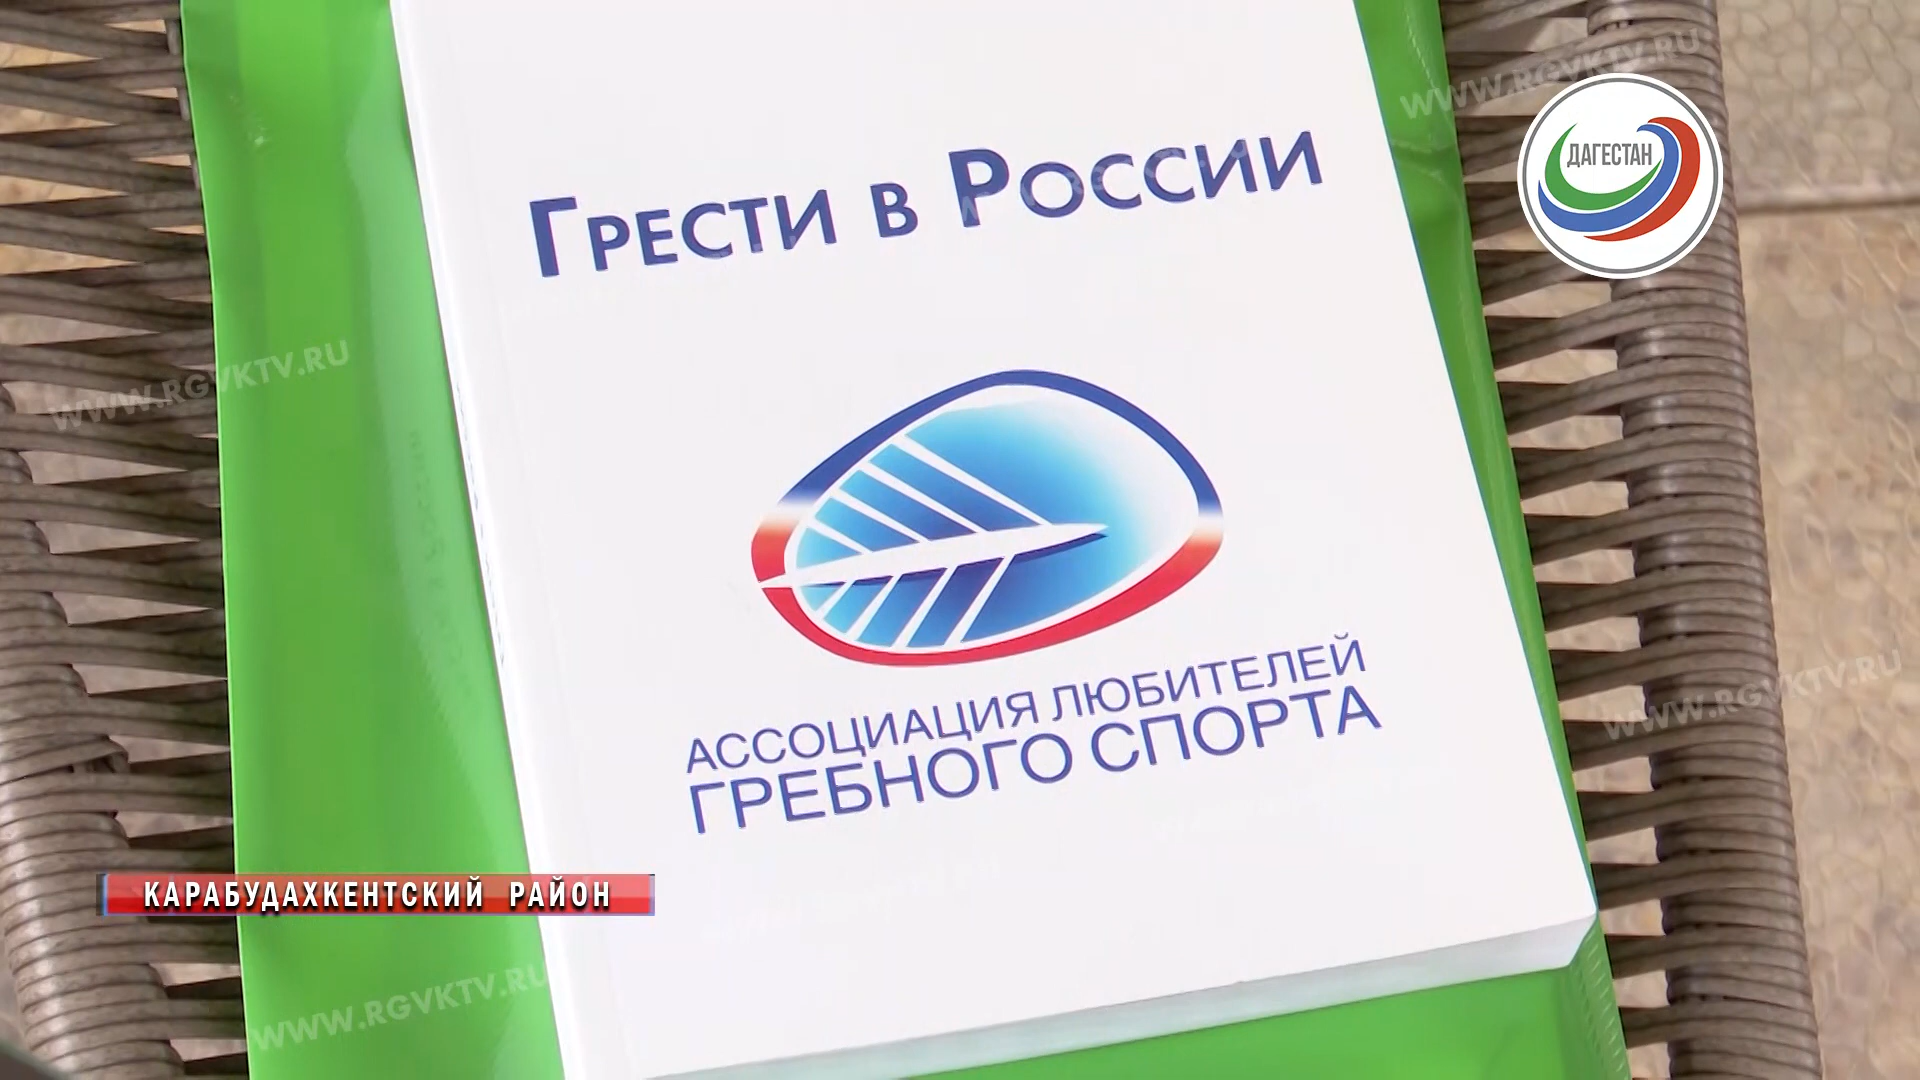 WWW.RGVKTV.RU
ДАГЕСТАН
Грести в России
WWW.RGVKTV.RU
АССОЦИАЦИЯ ЛЮБИТЕЛЕЙ
ГРЕБНОГО СПОРТА
WWW.RGVKTV.RU
КАРАБУДАХКЕНТСКИЙ РАЙОН
WWW.RGVKTV.RU